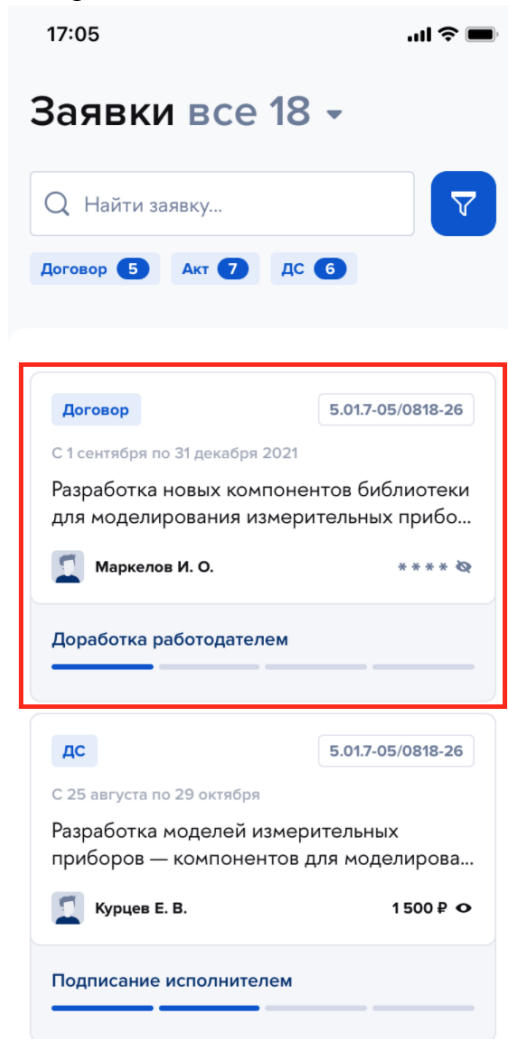 17:05
Заявки все 18
Найти заявку...
Договор 5 Акт 7 ДС 6
Договор 5.01.7-05/0818-26
С 1 сентября по 31 декабря 2021
Разработка новых компонентов библиотеки
для моделирования измерительных прибо...
Маркелов И. О. ****
Доработка работодателем
ДС 5.01.7-05/0818-26
С 25 августа по 29 октября
Разработка моделей измерительных
приборов — компонентов для моделирова...
Курцев Е. В. 1 500 ₽
Подписание исполнителем